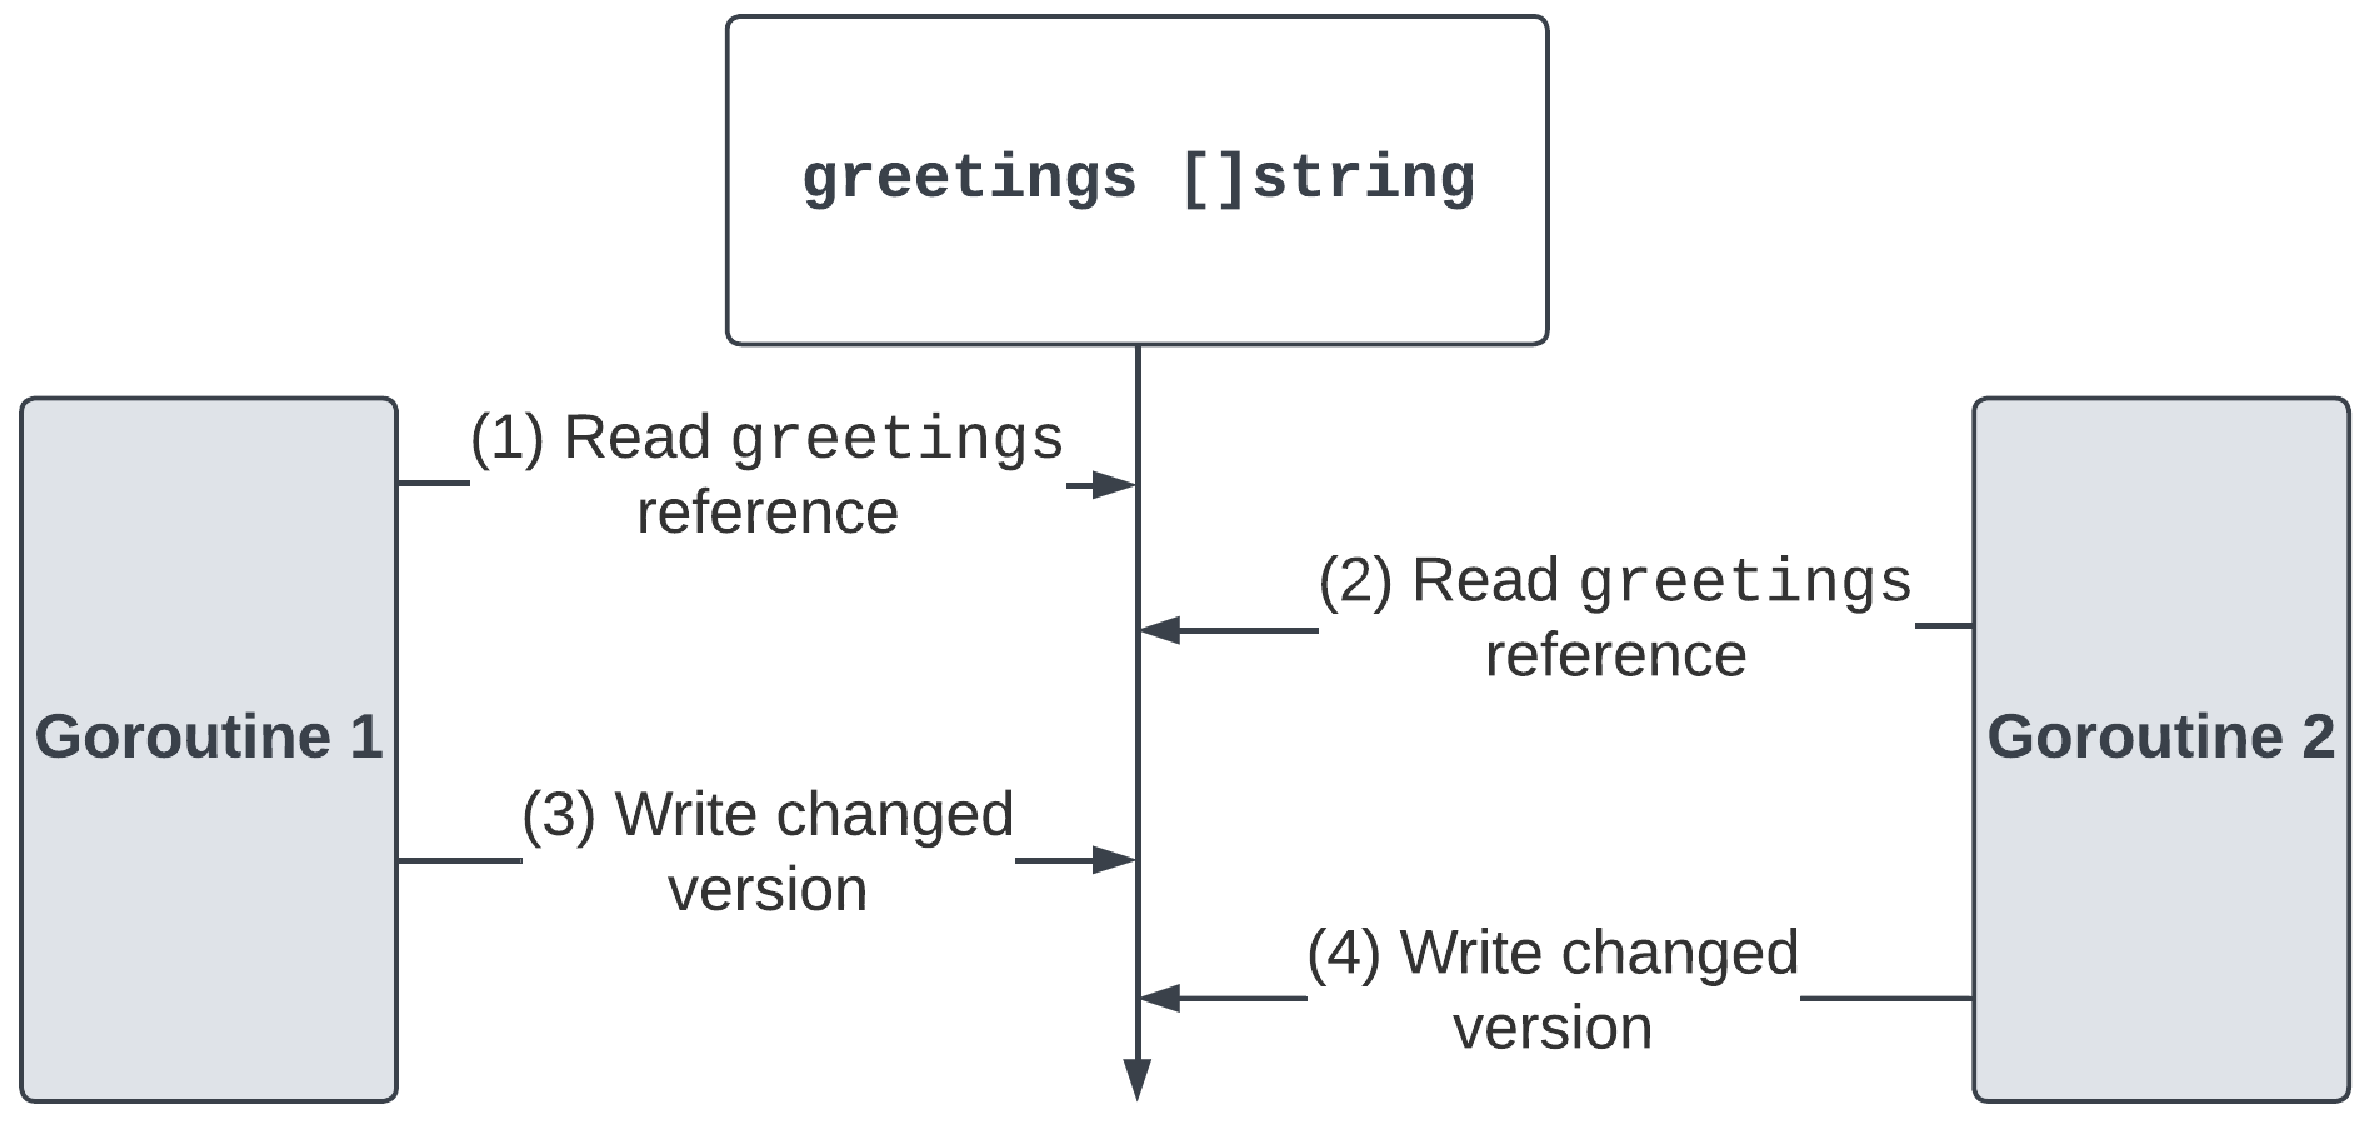 greetings []string
(1) Read greetings
reference
(2) Read greetings
reference
Goroutine 1
Goroutine 2
(3) Write changed
version
(4) Write changed
version